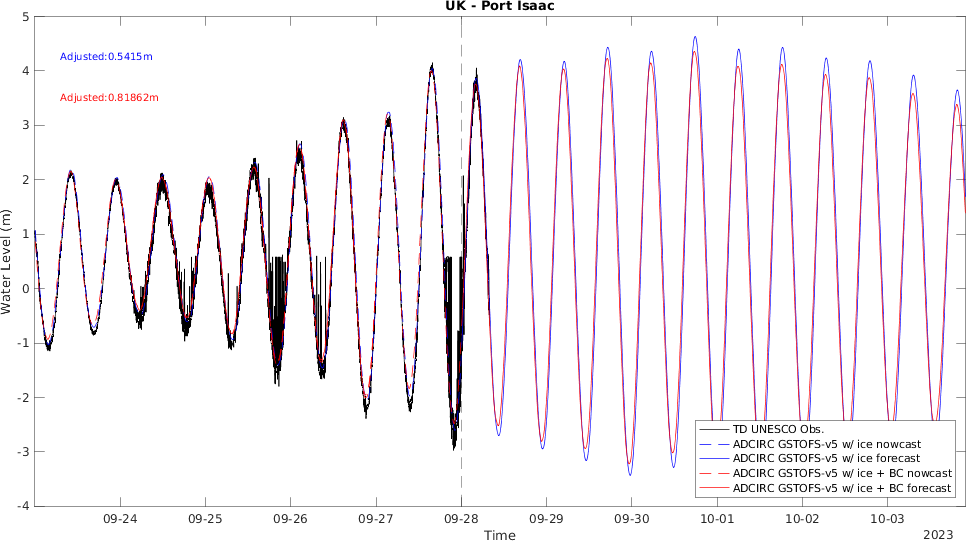 UK - Port Isaac
Adjusted:0.5415m
Adjusted:0.81862m
Water Level (m)
5
4
3
2
1
0
-1
-2
-3
-4
TD UNESCO Obs.
ADCIRC GSTOFS-v5 w/ ice nowcast
ADCIRC GSTOFS-v5 w/ ice forecast
ADCIRC GSTOFS-v5 w/ ice + BC nowcast
ADCIRC GSTOFS-v5 w/ ice + BC forecast
09-24 09-25 09-26 09-27 09-28 09-29 09-30 10-01 10-02 10-03
Time
2023